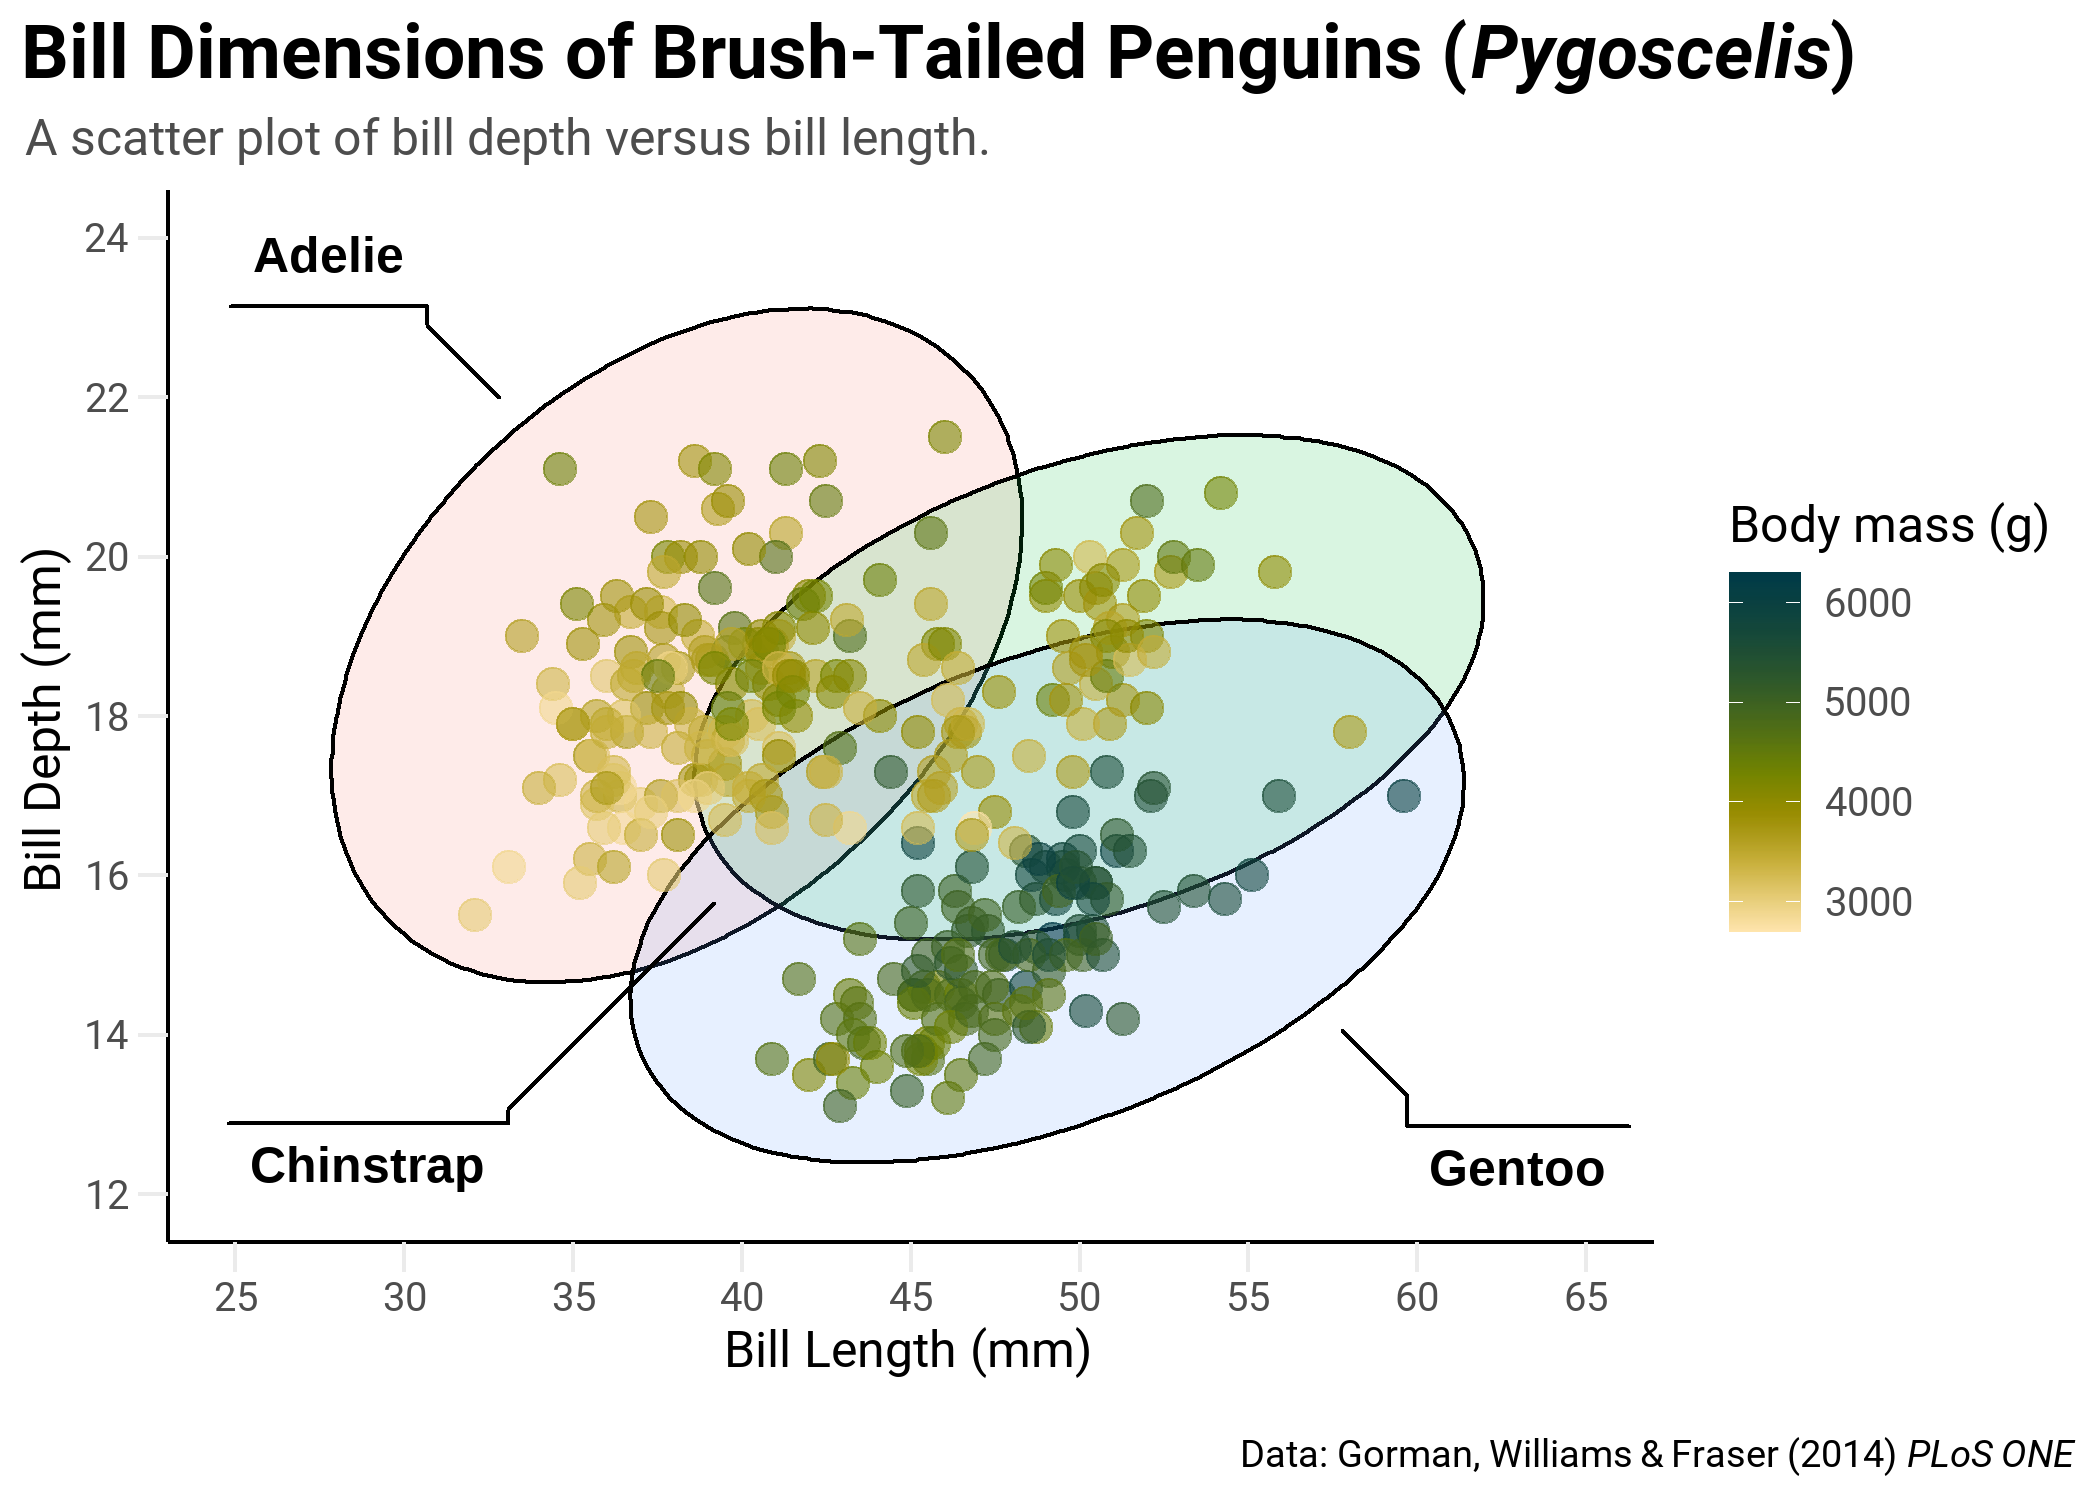 Bill Dimensions of Brush-Tailed Penguins (Pygoscelis)
A scatter plot of bill depth versus bill length.
24
22
20
18
16
14
12
Bill Depth (mm)
Adelie
Chinstrap
Gentoo
Body mass (g)
6000
5000
4000
3000
25 30 35 40 45 50 55 60 65
Bill Length (mm)
Data: Gorman, Williams & Fraser (2014) PLoS ONE